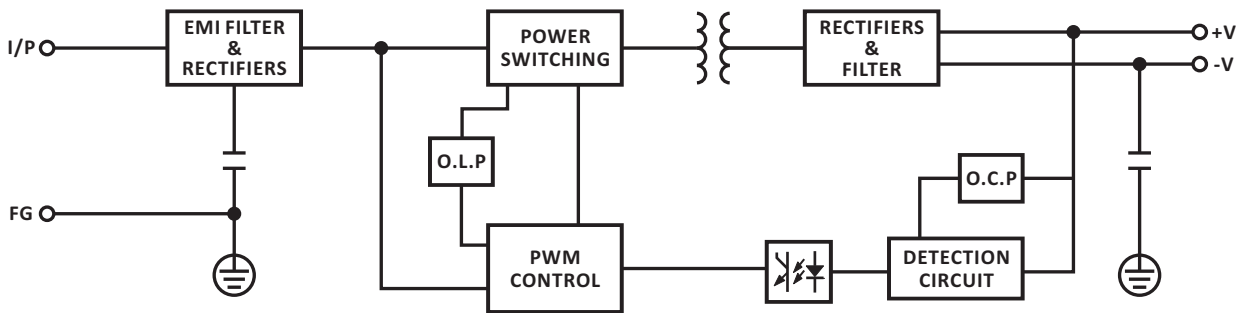 I/P
EMI FILTER
&
RECTIFIERS
POWER
SWITCHING
RECTIFIERS
&
FILTER
+V
-V
O.L.P
O.C.P
FG
PWM
CONTROL
DETECTION
CIRCUIT